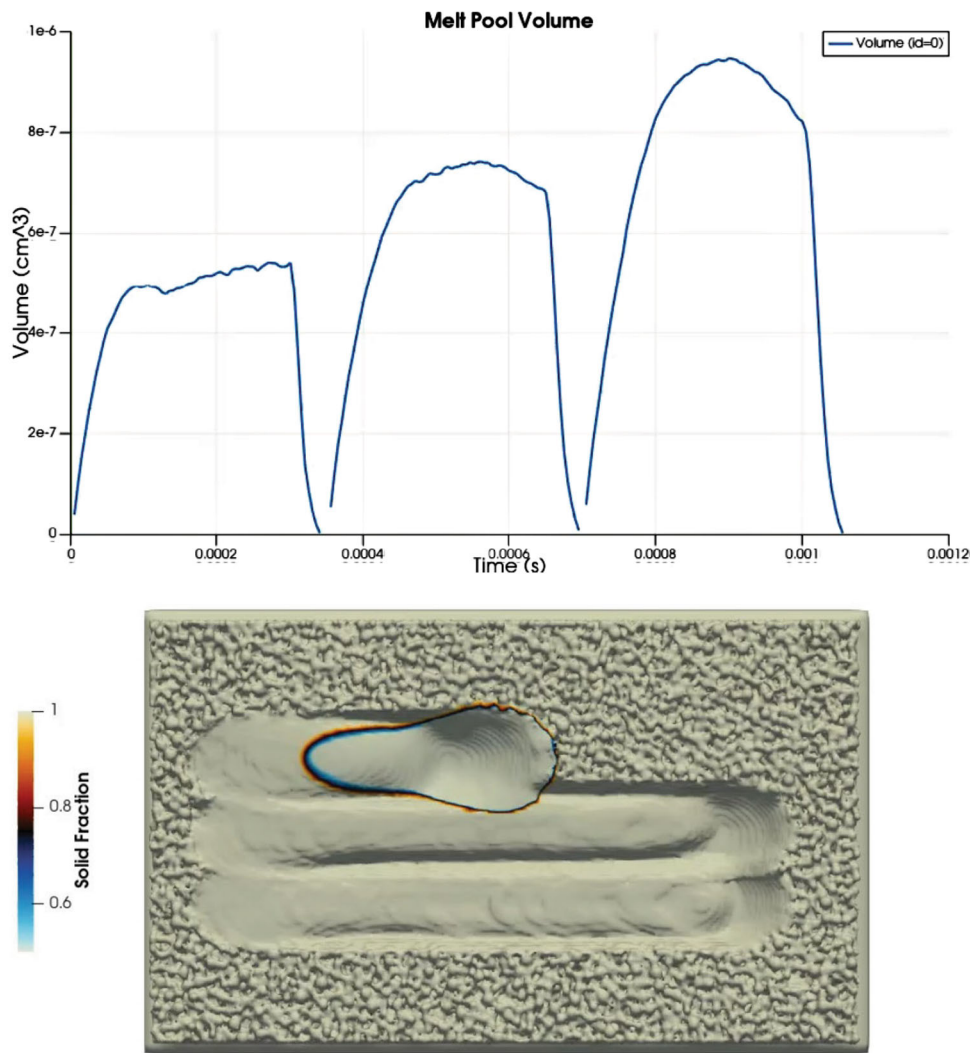 Melt Pool Volume
Volume (id=0)
1e-6
8e-7
6e-7
4e-7
2e-7
0
Volume (cm^3)
0 0.0002 0.0004 0.0006 0.0008 0.001 0.00120
Time (s)
1
0.8
0.6
Solid Fraction